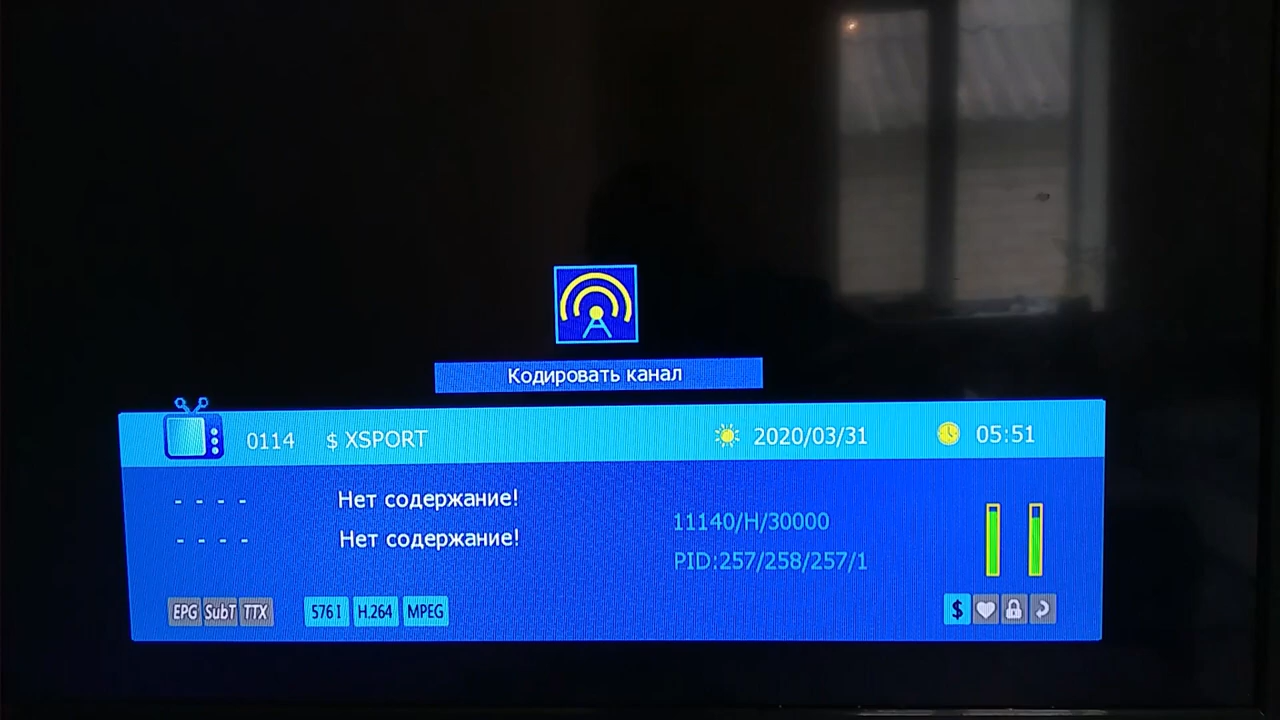 Кодировать канал
0114 $ XSPORT 2020/03/31 05:51
- - - - Нет содержание!
- - - - Нет содержание!
11140/H/30000
PID:257/258/257/1
EPG SubT TTX 576 I H.264 MPEG $